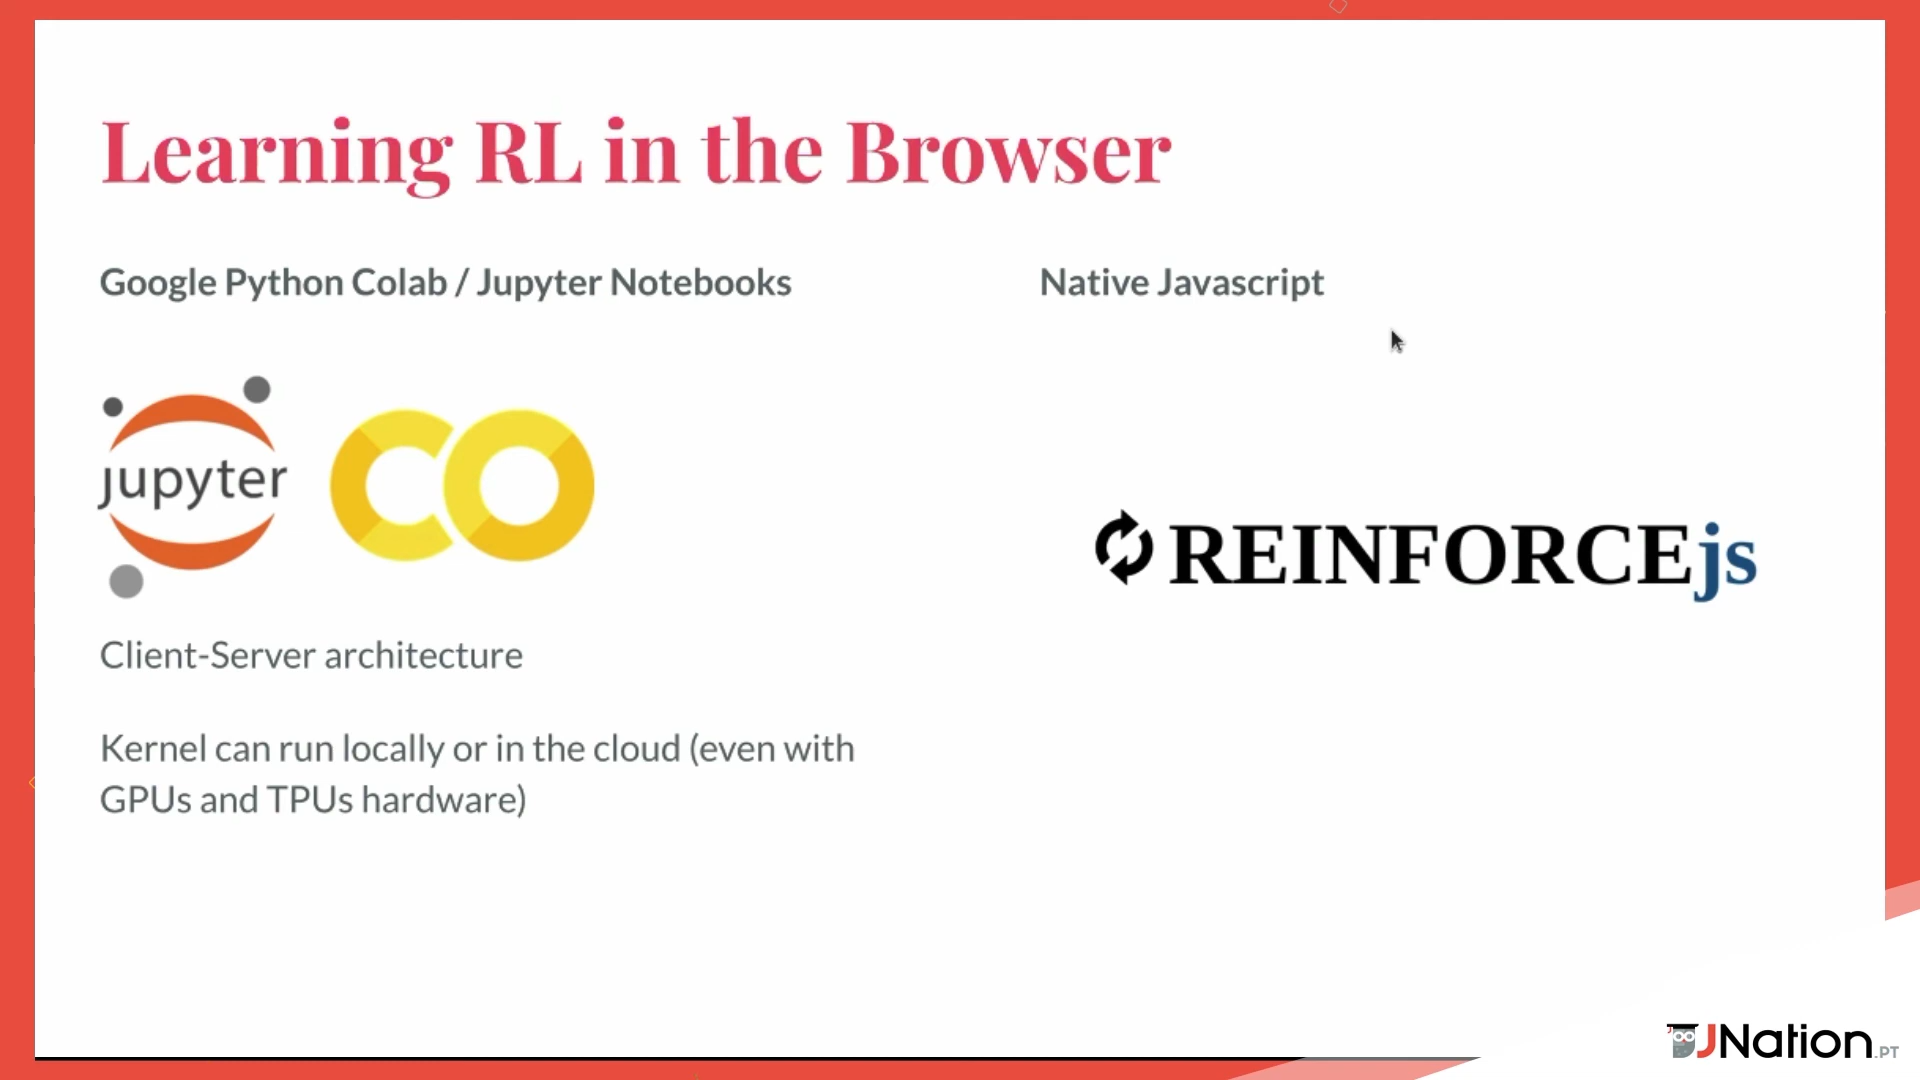 Learning RL in the Browser
Google Python Colab / Jupyter Notebooks
jupyter
CO
Client-Server architecture
Kernel can run locally or in the cloud (even with
GPUs and TPUs hardware)
Native Javascript
REINFORCEjs
JNation.PT